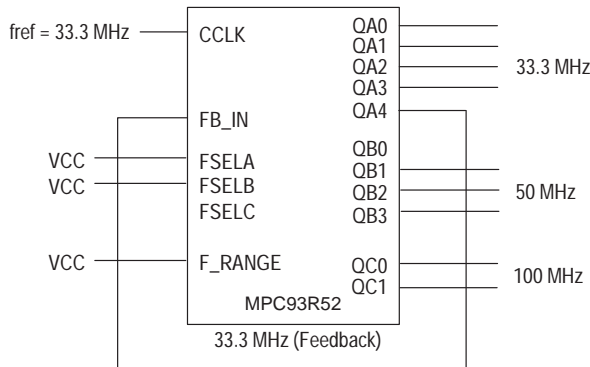 fref = 33.3 MHz
CCLK
FB_IN
VCC
FSELA
VCC
FSELB
FSELC
VCC
F_RANGE
QA0
QA1
QA2
QA3
QA4
33.3 MHz
QB0
QB1
QB2
QB3
50 MHz
QC0
QC1
100 MHz
MPC93R52
33.3 MHz (Feedback)